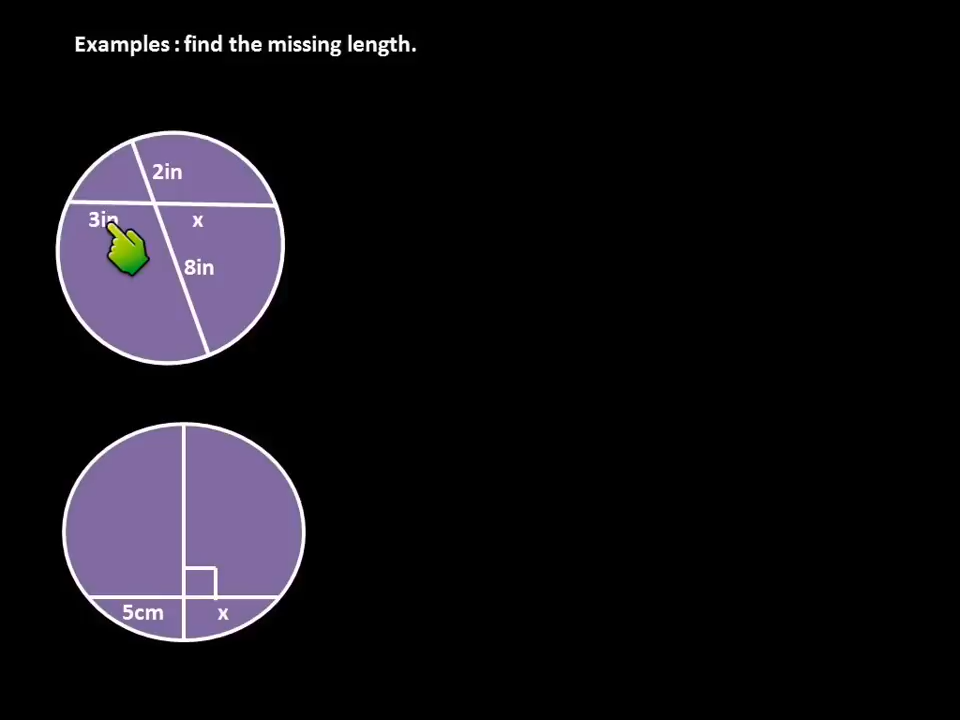 Examples : find the missing length.
2in
3in x
8in
5cm x